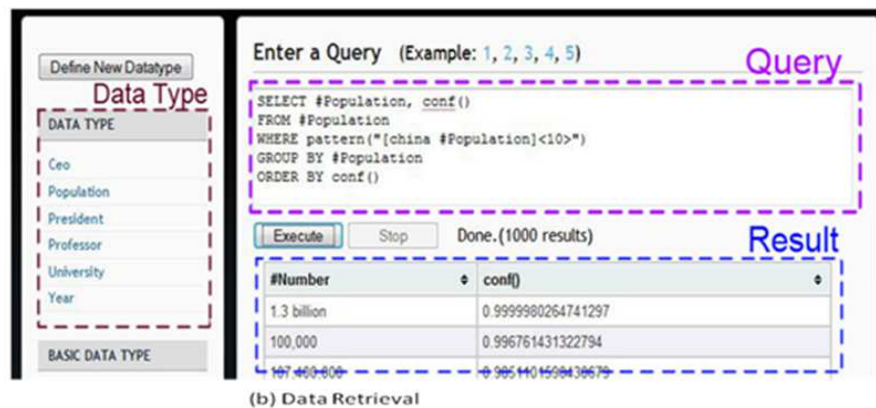 Define New Datatype
Data Type
DATA TYPE
Ceo
Population
President
Professor
University
Year
BASIC DATA TYPE
Enter a Query (Example: 1, 2, 3, 4, 5)
Query
SELECT #Population, conf()
FROM #Population
WHERE pattern("[china #Population]<10>")
GROUP BY #Population
ORDER BY conf()
Execute Stop Done.(1000 results)
Result
#Number conf()
1.3 billion 0.9999980264741297
100,000 0.996761431322794
(b) Data Retrieval